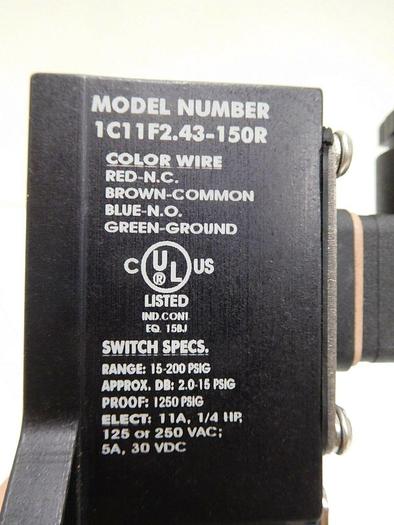 MODEL NUMBER
1C11F2.43-150R
COLOR WIRE
RED-N.C.
BROWN-COMMON
BLUE-N.O.
GREEN-GROUND
C UL ® US
LISTED
IND.CONT.
EQ. 15BJ
SWITCH SPECS.
RANGE: 15-200 PSIG
APPROX. DB: 2.0-15 PSIG
PROOF: 1250 PSIG
ELECT: 11A, 1/4 HP,
125 or 250 VAC;
5A, 30 VDC